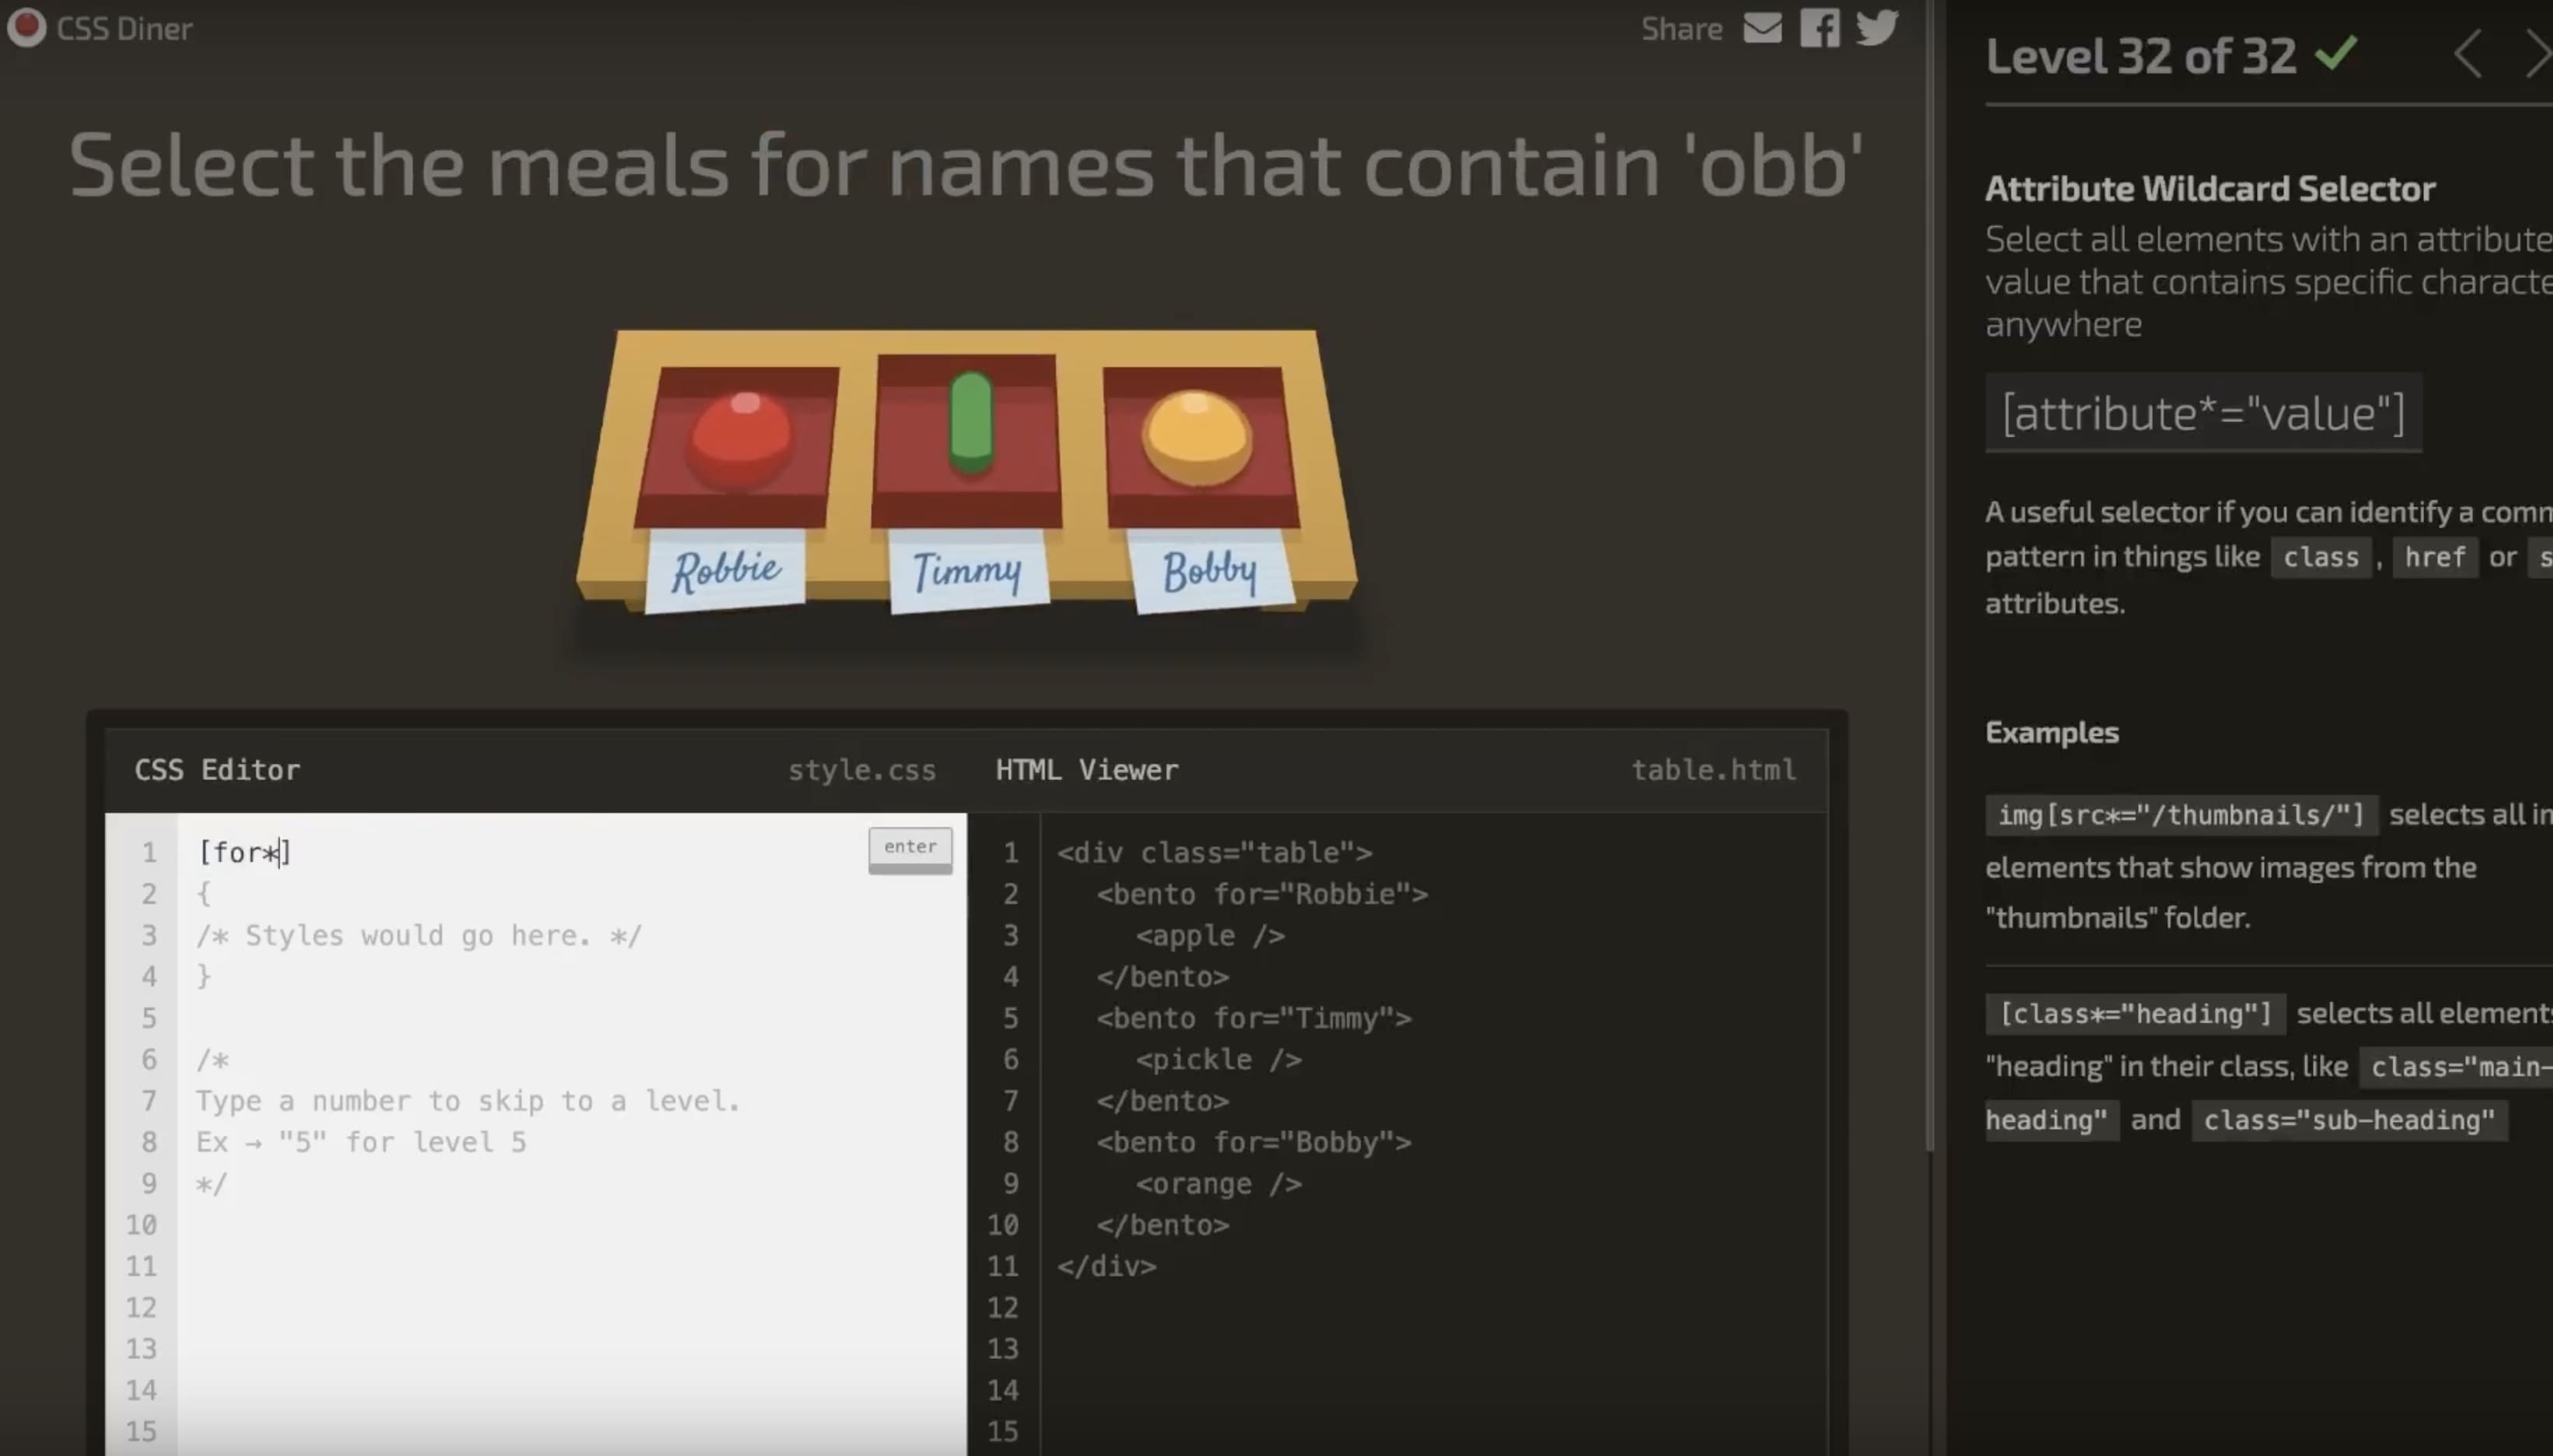 CSS Diner
Share
Select the meals for names that contain 'obb'
Robbie
Timmy
Bobby
CSS Editor
style.css
1 [for*]
enter
2 {
3 /* Styles would go here. */
4 }
5
6 /*
7 Type a number to skip to a level.
8 Ex → "5" for level 5
9 */
10
11
12
13
14
15
HTML Viewer
table.html
1 <div class="table">
2 <bento for="Robbie">
3 <apple />
4 </bento>
5 <bento for="Timmy">
6 <pickle />
7 </bento>
8 <bento for="Bobby">
9 <orange />
10 </bento>
11 </div>
12
13
14
15
Level 32 of 32
Attribute Wildcard Selector
Select all elements with an attribute
value that contains specific characte
anywhere
[attribute*="value"]
A useful selector if you can identify a comm
pattern in things like class , href or s
attributes.
Examples
img[src*="/thumbnails/"] selects all
elements that show images from the
"thumbnails" folder.
[class*="heading"] selects all elements
"heading" in their class, like class="main-
heading" and class="sub-heading"